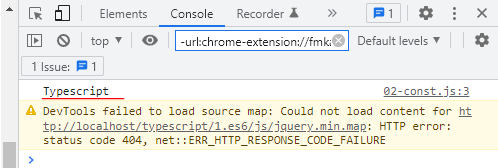 Elements Console Recorder 1
top -url:chrome-extension://fmk Default levels
1 Issue: 1
Typescript 02-const.js:3
DevTools failed to load source map: Could not load content for ht
tp://localhost/typescript/1.es6/js/jquery.min.map: HTTP error:
status code 404, net::ERR_HTTP_RESPONSE_CODE_FAILURE